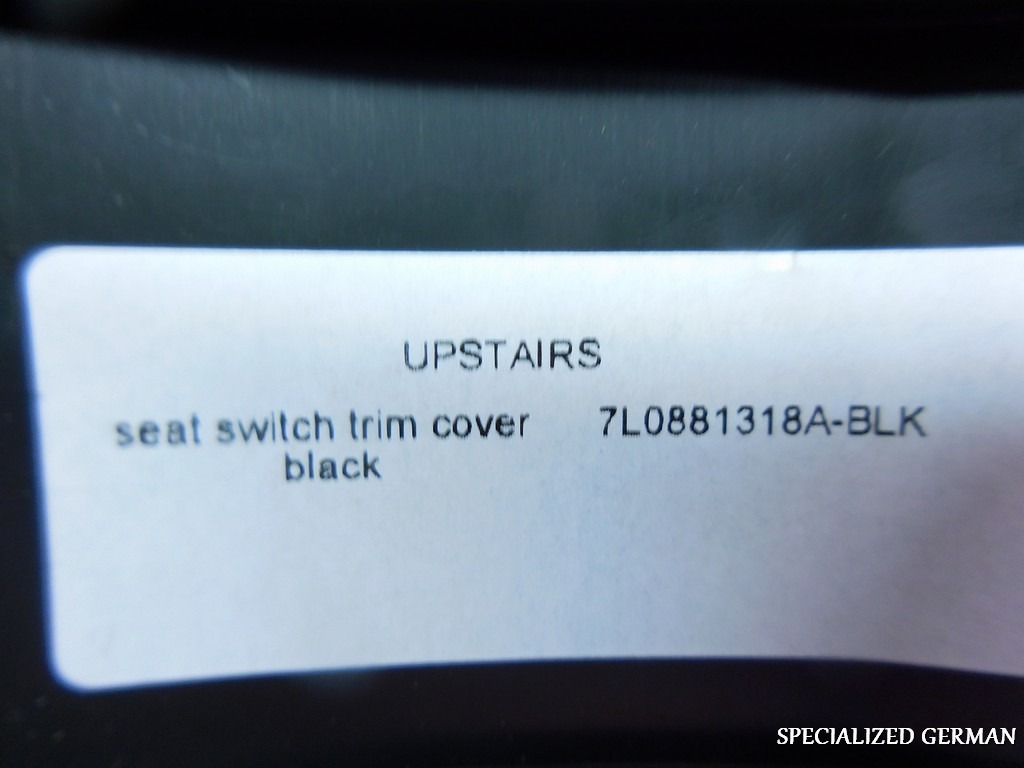 UPSTAIRS
seat switch trim cover 7L0881318A-BLK
black
SPECIALIZED GERMAN